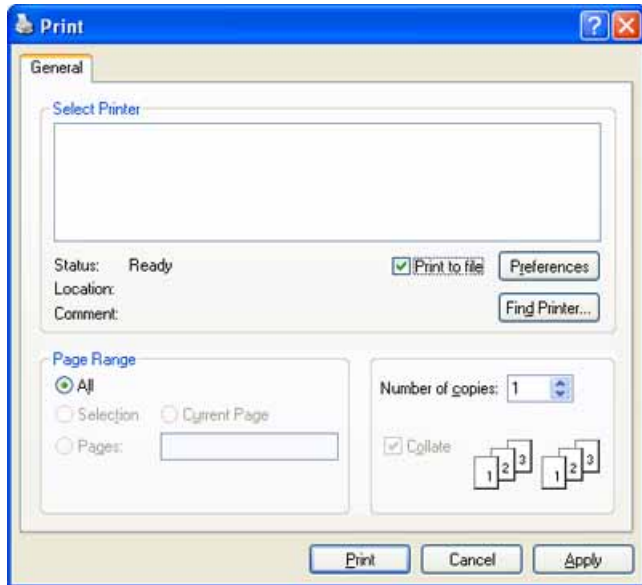 Print
General
Select Printer
Status: Ready
Print to file
Preferences
Location:
Comment:
Find Printer...
Page Range
All
Selection
Current Page
Pages:
Number of copies: 1
Collate
1 2 3 1 2 3
Print Cancel Apply